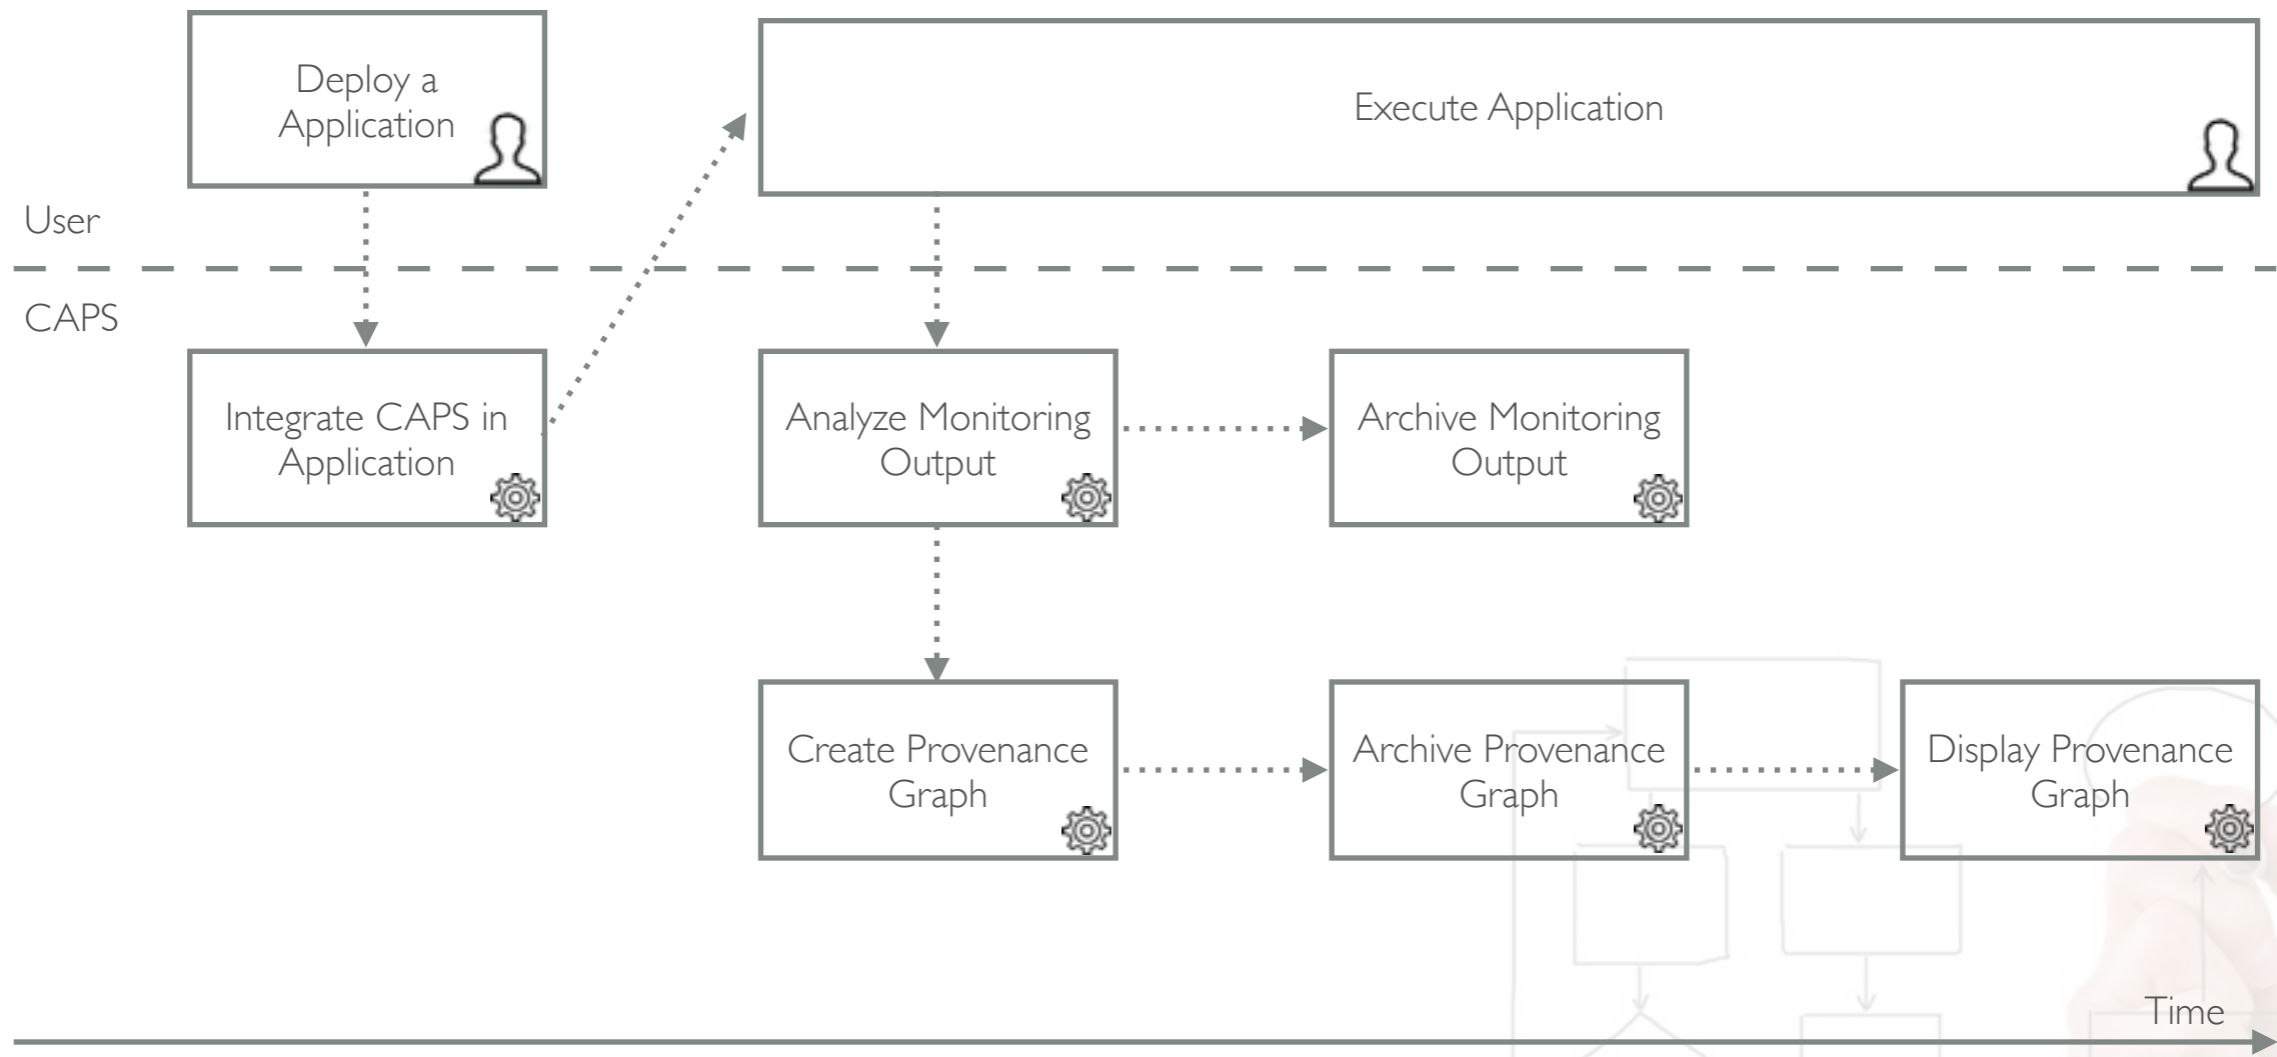 Deploy a
Application
Execute Application
User
CAPS
Integrate CAPS in
Application
Analyze Monitoring
Output
Archive Monitoring
Output
Create Provenance
Graph
Archive Provenance
Graph
Display Provenance
Graph
Time